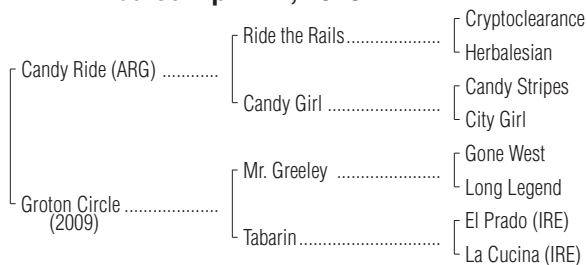 Cryptoclearance
Ride the Rails
Herbalesian
Candy Ride (ARG)
Candy Stripes
Candy Girl
City Girl
Gone West
Mr. Greeley
Long Legend
Groton Circle
(2009)
El Prado (IRE)
Tabarin
La Cucina (IRE)